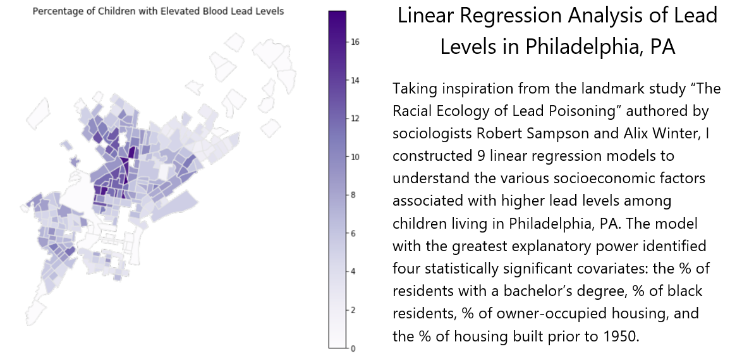 Percentage of Children with Elevated Blood Lead Levels
16
14
12
10
8
6
4
2
0
Linear Regression Analysis of Lead
Levels in Philadelphia, PA
Taking inspiration from the landmark study “The
Racial Ecology of Lead Poisoning” authored by
sociologists Robert Sampson and Alix Winter, I
constructed 9 linear regression models to
understand the various socioeconomic factors
associated with higher lead levels among
children living in Philadelphia, PA. The model
with the greatest explanatory power identified
four statistically significant covariates: the % of
residents with a bachelor’s degree, % of black
residents, % of owner-occupied housing, and
the % of housing built prior to 1950.